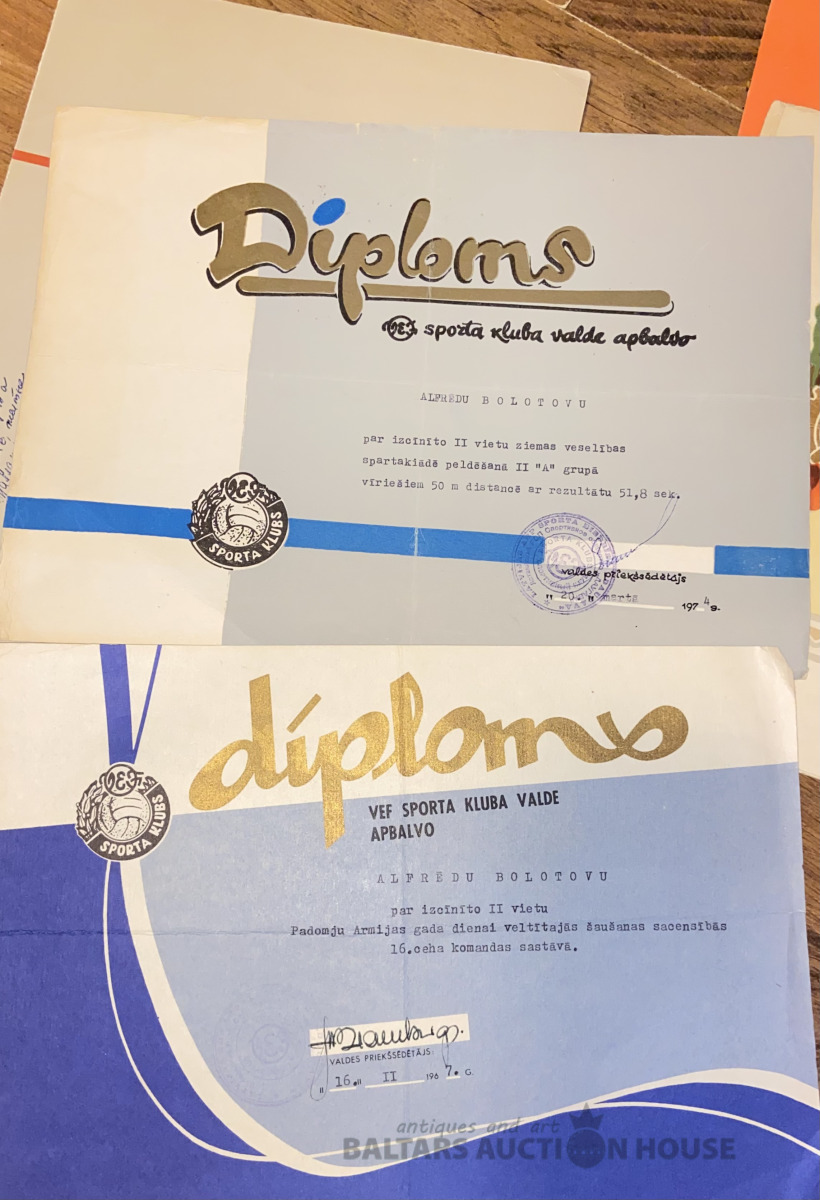 Diploms
VEF sporta kluba valde apbalvo
ALFRĒDU BOLOTOVU
par izcīnīto II vietu ziemas veselības
spartakiādē peldēšanā II "A" grupā
vīriešiem 50 m distancē ar rezultātu 51,8 sek.
VEF
SPORTA KLUBS
valdes priekšsēdētājs
"20." martā 1974 g.
diploms
VEF
SPORTA KLUBS
VEF SPORTA KLUBA VALDE
APBALVO
ALFRĒDU BOLOTOVU
par izcīnīto II vietu
Padomju Armijas gada dienai veltītajās šaušanas sacensībās
16.ceha komandas sastāvā.
VALDES PRIEKŠSĒDĒTĀJS:
"16." II 1967. G.
antiques and art
BALTARS AUCTION HOUSE